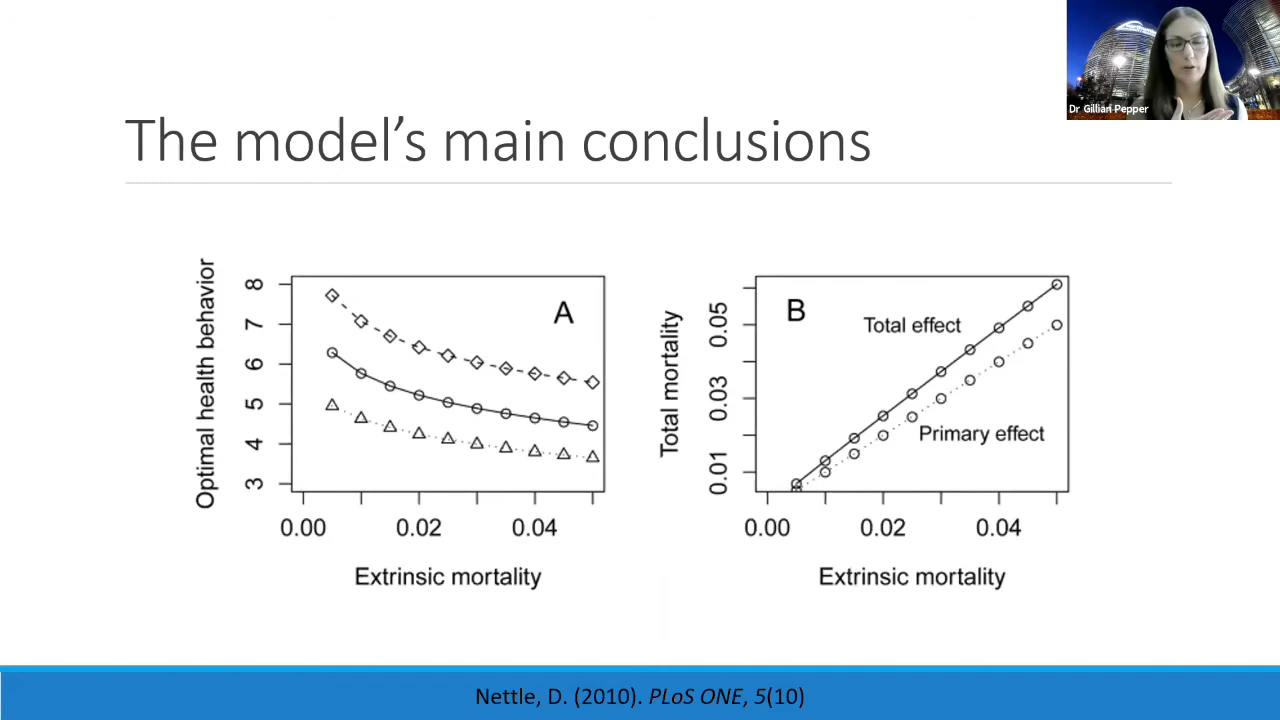 Dr Gillian Pepper
The model's main conclusions
Optimal health behavior
8
7
6
5
4
3
A
0.00 0.02 0.04
Extrinsic mortality
Total mortality
0.05
0.03
0.01
B
Total effect
Primary effect
0.00 0.02 0.04
Extrinsic mortality
Nettle, D. (2010). PLoS ONE, 5(10)